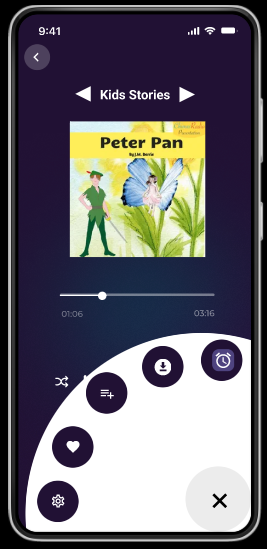 9:41
Kids Stories
Peter Pan
By J.M. Barrie
01:06
03:16